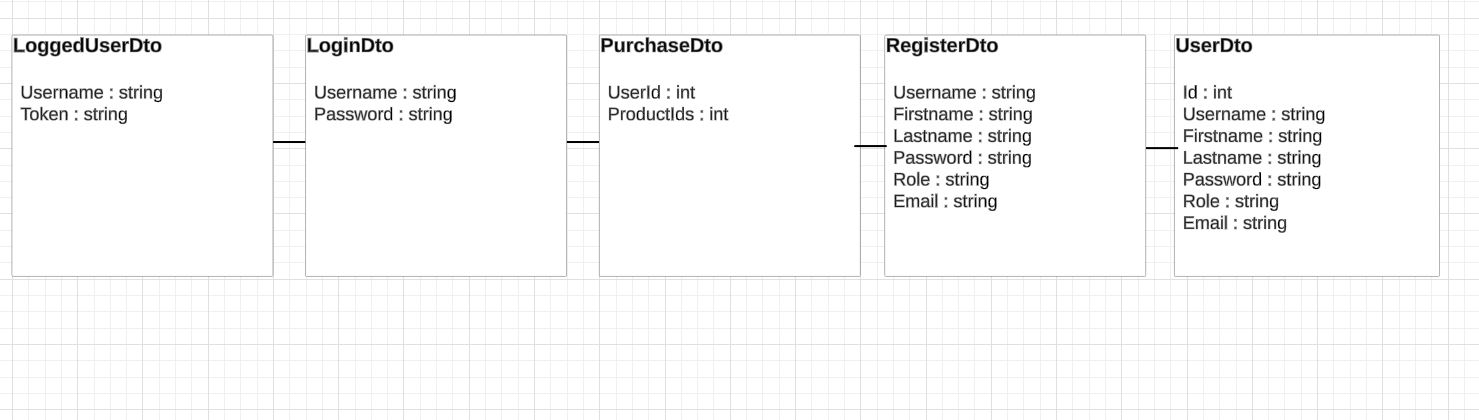 LoggedUserDto
Username : string
Token : string
LoginDto
Username : string
Password : string
PurchaseDto
UserId : int
ProductIds : int
RegisterDto
Username : string
Firstname : string
Lastname : string
Password : string
Role : string
Email : string
UserDto
Id : int
Username : string
Firstname : string
Lastname : string
Password : string
Role : string
Email : string